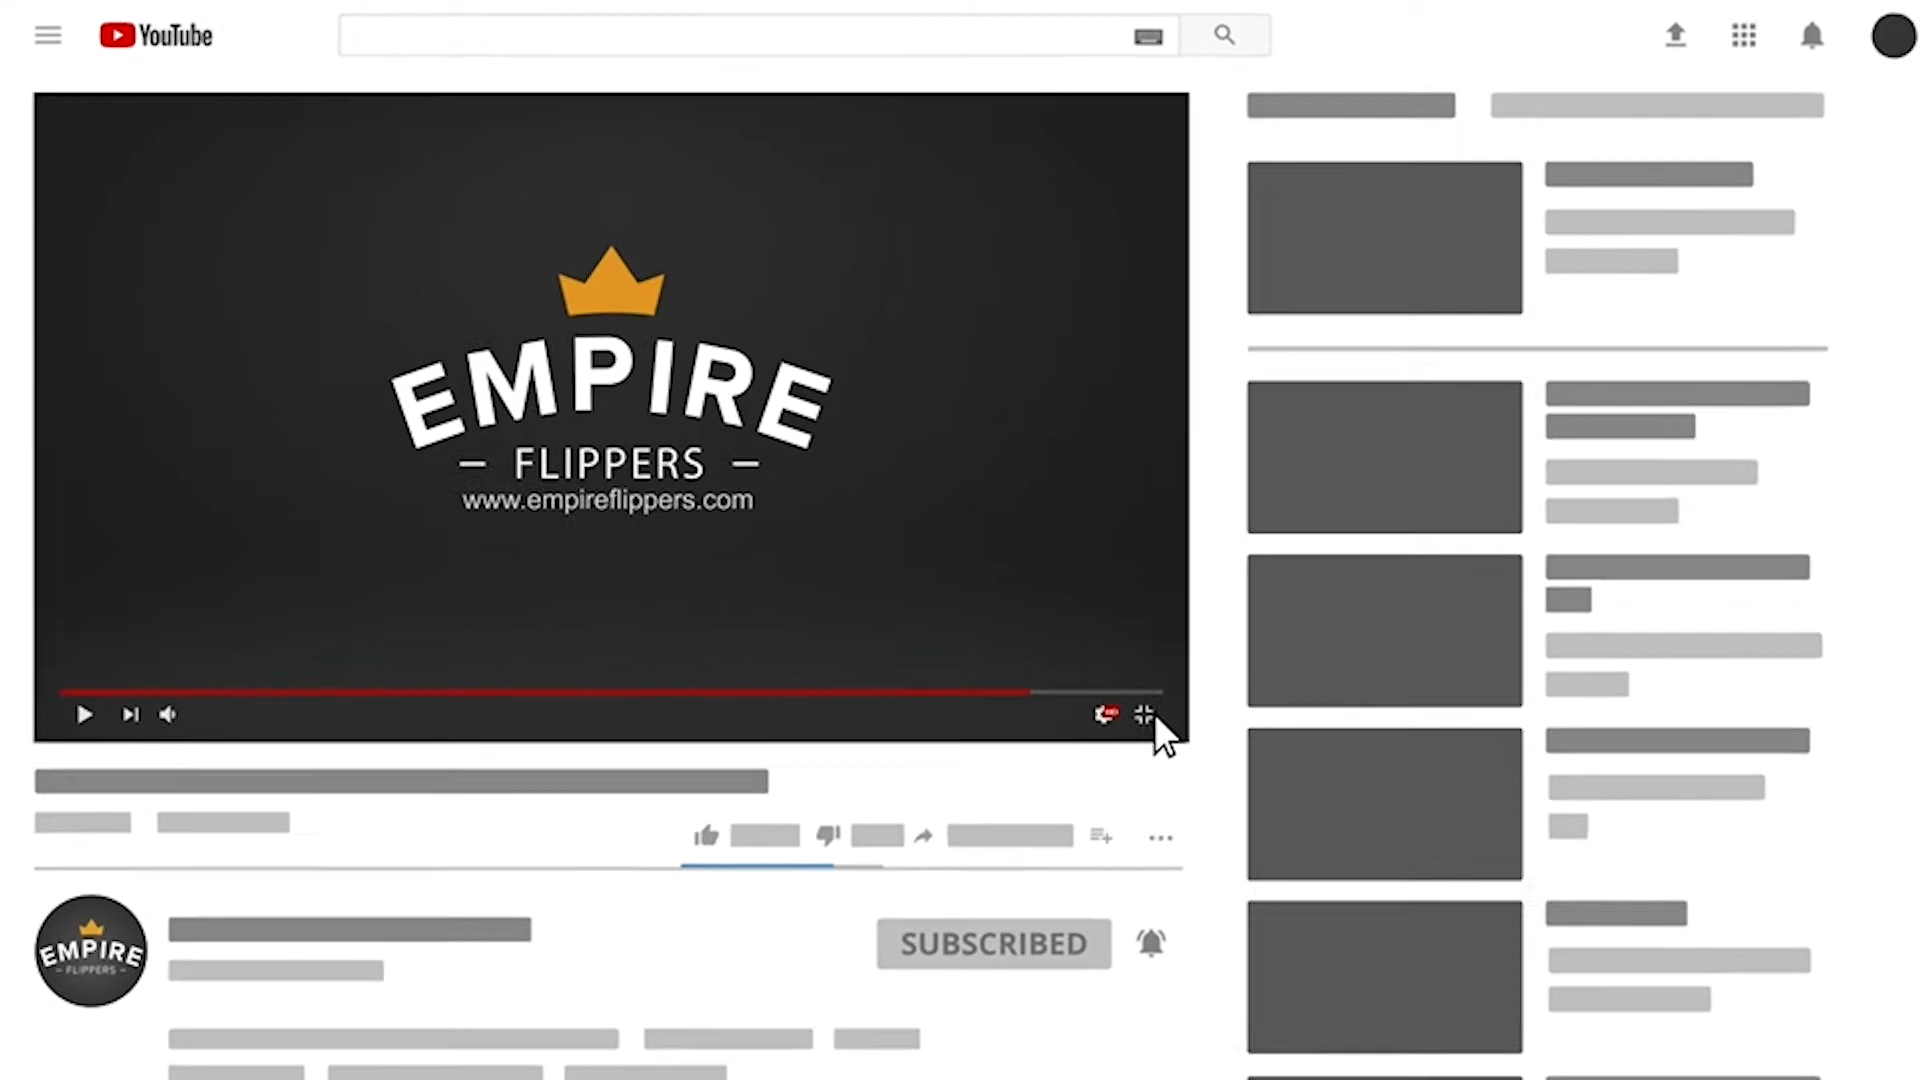 YouTube
EMPIRE
FLIPPERS
www.empireflippers.com
EMPIRE
FLIPPERS
SUBSCRIBED